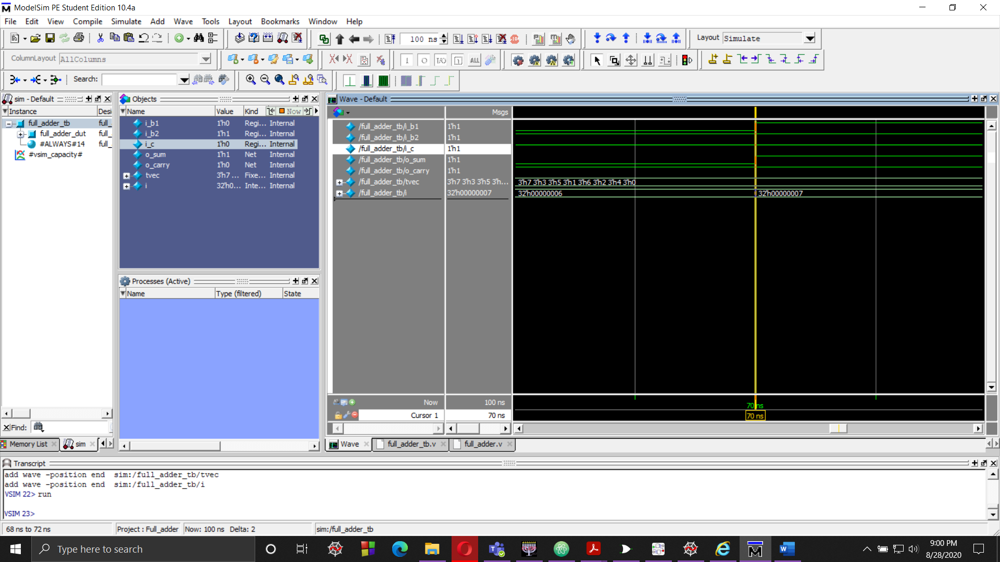 ModelSim PE Student Edition 10.4a
File Edit View Compile Simulate Add Wave Tools Layout Bookmarks Window Help
100 ns
Layout Simulate
ColumnLayout AllColumns
I/O
ALL
Search:
sim - Default
Instance Desi
full_adder_tb full_
full_adder_dut full_
#ALWAYS#14 full_
#vsim_capacity#
Find:
Memory List sim
Objects
Name Value Kind Now
i_b1 1'h0 Regi... Internal
i_b2 1'h1 Regi... Internal
i_c 1'h0 Regi... Internal
o_sum 1'h1 Net Internal
o_carry 1'h0 Net Internal
tvec 3'h7 ... Fixe... Internal
i 32'h0... Inte... Internal
Processes (Active)
Name Type (filtered) State
Wave - Default
Msgs
/full_adder_tb/i_b1 1'h1
/full_adder_tb/i_b2 1'h1
/full_adder_tb/i_c 1'h1
/full_adder_tb/o_sum 1'h1
/full_adder_tb/o_carry 1'h1
/full_adder_tb/tvec 3'h7 3'h3 3'h5 3'h... 3'h7 3'h3 3'h5 3'h1 3'h6 3'h2 3'h4 3'h0
/full_adder_tb/i 32'h00000007 32'h00000006 32'h00000007
Now 100 ns 70 ns
Cursor 1 70 ns 70 ns
Wave full_adder_tb.v full_adder.v
Transcript
add wave -position end sim:/full_adder_tb/tvec
add wave -position end sim:/full_adder_tb/i
VSIM 22> run
VSIM 23>
68 ns to 72 ns Project : Full_adder Now: 100 ns Delta: 2 sim:/full_adder_tb
Type here to search
9:00 PM
8/28/2020